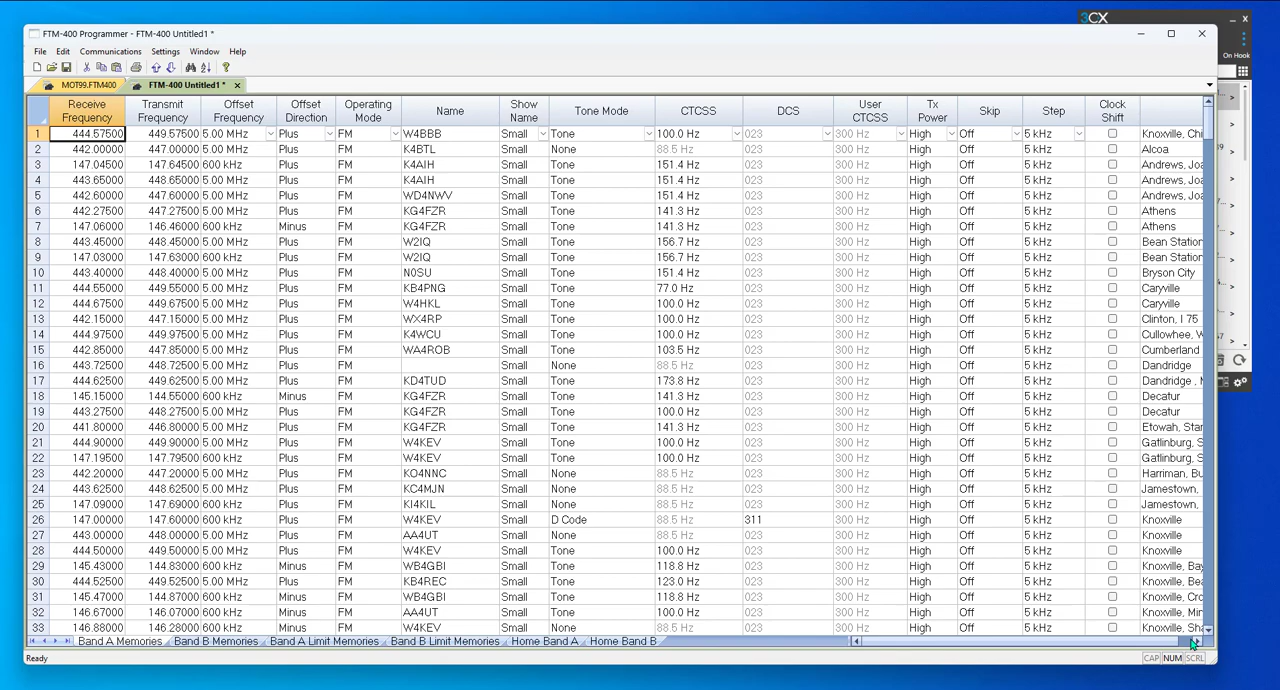 3CX
FTM-400 Programmer - FTM-400 Untitled1 *
File Edit Communications Settings Window Help
On Hook
MOT99.FTM400 FTM-400 Untitled1 *
Receive Frequency Transmit Frequency Offset Frequency Offset Direction Operating Mode Name Show Name Tone Mode CTCSS DCS User CTCSS Tx Power Skip Step Clock Shift
1 444.57500 449.57500 5.00 MHz Plus FM W4BBB Small Tone 100.0 Hz 023 300 Hz High Off 5 kHz Knoxville, Chi
2 442.00000 447.00000 5.00 MHz Plus FM K4BTL Small None 88.5 Hz 023 300 Hz High Off 5 kHz Alcoa
3 147.04500 147.64500 600 kHz Plus FM K4AIH Small Tone 151.4 Hz 023 300 Hz High Off 5 kHz Andrews, Joa
4 443.65000 448.65000 5.00 MHz Plus FM K4AIH Small Tone 151.4 Hz 023 300 Hz High Off 5 kHz Andrews, Joa
5 442.60000 447.60000 5.00 MHz Plus FM WD4NWV Small Tone 151.4 Hz 023 300 Hz High Off 5 kHz Andrews, Joa
6 442.27500 447.27500 5.00 MHz Plus FM KG4FZR Small Tone 141.3 Hz 023 300 Hz High Off 5 kHz Athens
7 147.06000 146.46000 600 kHz Minus FM KG4FZR Small Tone 141.3 Hz 023 300 Hz High Off 5 kHz Athens
8 443.45000 448.45000 5.00 MHz Plus FM W2IQ Small Tone 156.7 Hz 023 300 Hz High Off 5 kHz Bean Station
9 147.03000 147.63000 600 kHz Plus FM W2IQ Small Tone 156.7 Hz 023 300 Hz High Off 5 kHz Bean Station
10 443.40000 448.40000 5.00 MHz Plus FM N0SU Small Tone 151.4 Hz 023 300 Hz High Off 5 kHz Bryson City
11 444.55000 449.55000 5.00 MHz Plus FM KB4PNG Small Tone 77.0 Hz 023 300 Hz High Off 5 kHz Caryville
12 444.67500 449.67500 5.00 MHz Plus FM W4HKL Small Tone 100.0 Hz 023 300 Hz High Off 5 kHz Caryville
13 442.15000 447.15000 5.00 MHz Plus FM WX4RP Small Tone 100.0 Hz 023 300 Hz High Off 5 kHz Clinton, I 75
14 444.97500 449.97500 5.00 MHz Plus FM K4WCU Small Tone 100.0 Hz 023 300 Hz High Off 5 kHz Cullowhee, W
15 442.85000 447.85000 5.00 MHz Plus FM WA4ROB Small Tone 103.5 Hz 023 300 Hz High Off 5 kHz Cumberland
16 443.72500 448.72500 5.00 MHz Plus FM Small None 88.5 Hz 023 300 Hz High Off 5 kHz Dandridge
17 444.62500 449.62500 5.00 MHz Plus FM KD4TUD Small Tone 173.8 Hz 023 300 Hz High Off 5 kHz Dandridge ,
18 145.15000 144.55000 600 kHz Minus FM KG4FZR Small Tone 141.3 Hz 023 300 Hz High Off 5 kHz Decatur
19 443.27500 448.27500 5.00 MHz Plus FM KG4FZR Small Tone 100.0 Hz 023 300 Hz High Off 5 kHz Decatur
20 441.80000 446.80000 5.00 MHz Plus FM KG4FZR Small Tone 141.3 Hz 023 300 Hz High Off 5 kHz Etowah, Star
21 444.90000 449.90000 5.00 MHz Plus FM W4KEV Small Tone 100.0 Hz 023 300 Hz High Off 5 kHz Gatlinburg, S
22 147.19500 147.79500 600 kHz Plus FM W4KEV Small Tone 100.0 Hz 023 300 Hz High Off 5 kHz Gatlinburg, S
23 442.20000 447.20000 5.00 MHz Plus FM KO4NNC Small None 88.5 Hz 023 300 Hz High Off 5 kHz Harriman, Bu
24 443.62500 448.62500 5.00 MHz Plus FM KC4MJN Small None 88.5 Hz 023 300 Hz High Off 5 kHz Jamestown,
25 147.09000 147.69000 600 kHz Plus FM KI4KIL Small None 88.5 Hz 023 300 Hz High Off 5 kHz Jamestown,
26 147.00000 147.60000 600 kHz Plus FM W4KEV Small D Code 88.5 Hz 311 300 Hz High Off 5 kHz Knoxville
27 443.00000 448.00000 5.00 MHz Plus FM AA4UT Small None 88.5 Hz 023 300 Hz High Off 5 kHz Knoxville
28 444.50000 449.50000 5.00 MHz Plus FM W4KEV Small Tone 100.0 Hz 023 300 Hz High Off 5 kHz Knoxville
29 145.43000 144.83000 600 kHz Minus FM WB4GBI Small Tone 118.8 Hz 023 300 Hz High Off 5 kHz Knoxville, Bay
30 444.52500 449.52500 5.00 MHz Plus FM KB4REC Small Tone 123.0 Hz 023 300 Hz High Off 5 kHz Knoxville, Bea
31 145.47000 144.87000 600 kHz Minus FM WB4GBI Small Tone 118.8 Hz 023 300 Hz High Off 5 kHz Knoxville, Cro
32 146.67000 146.07000 600 kHz Minus FM AA4UT Small Tone 100.0 Hz 023 300 Hz High Off 5 kHz Knoxville, Min
33 146.88000 146.28000 600 kHz Minus FM W4KEV Small None 88.5 Hz 023 300 Hz High Off 5 kHz Knoxville, Sha
Band A Memories Band B Memories Band A Limit Memories Band B Limit Memories Home Band A Home Band B
Ready CAP NUM SCRL